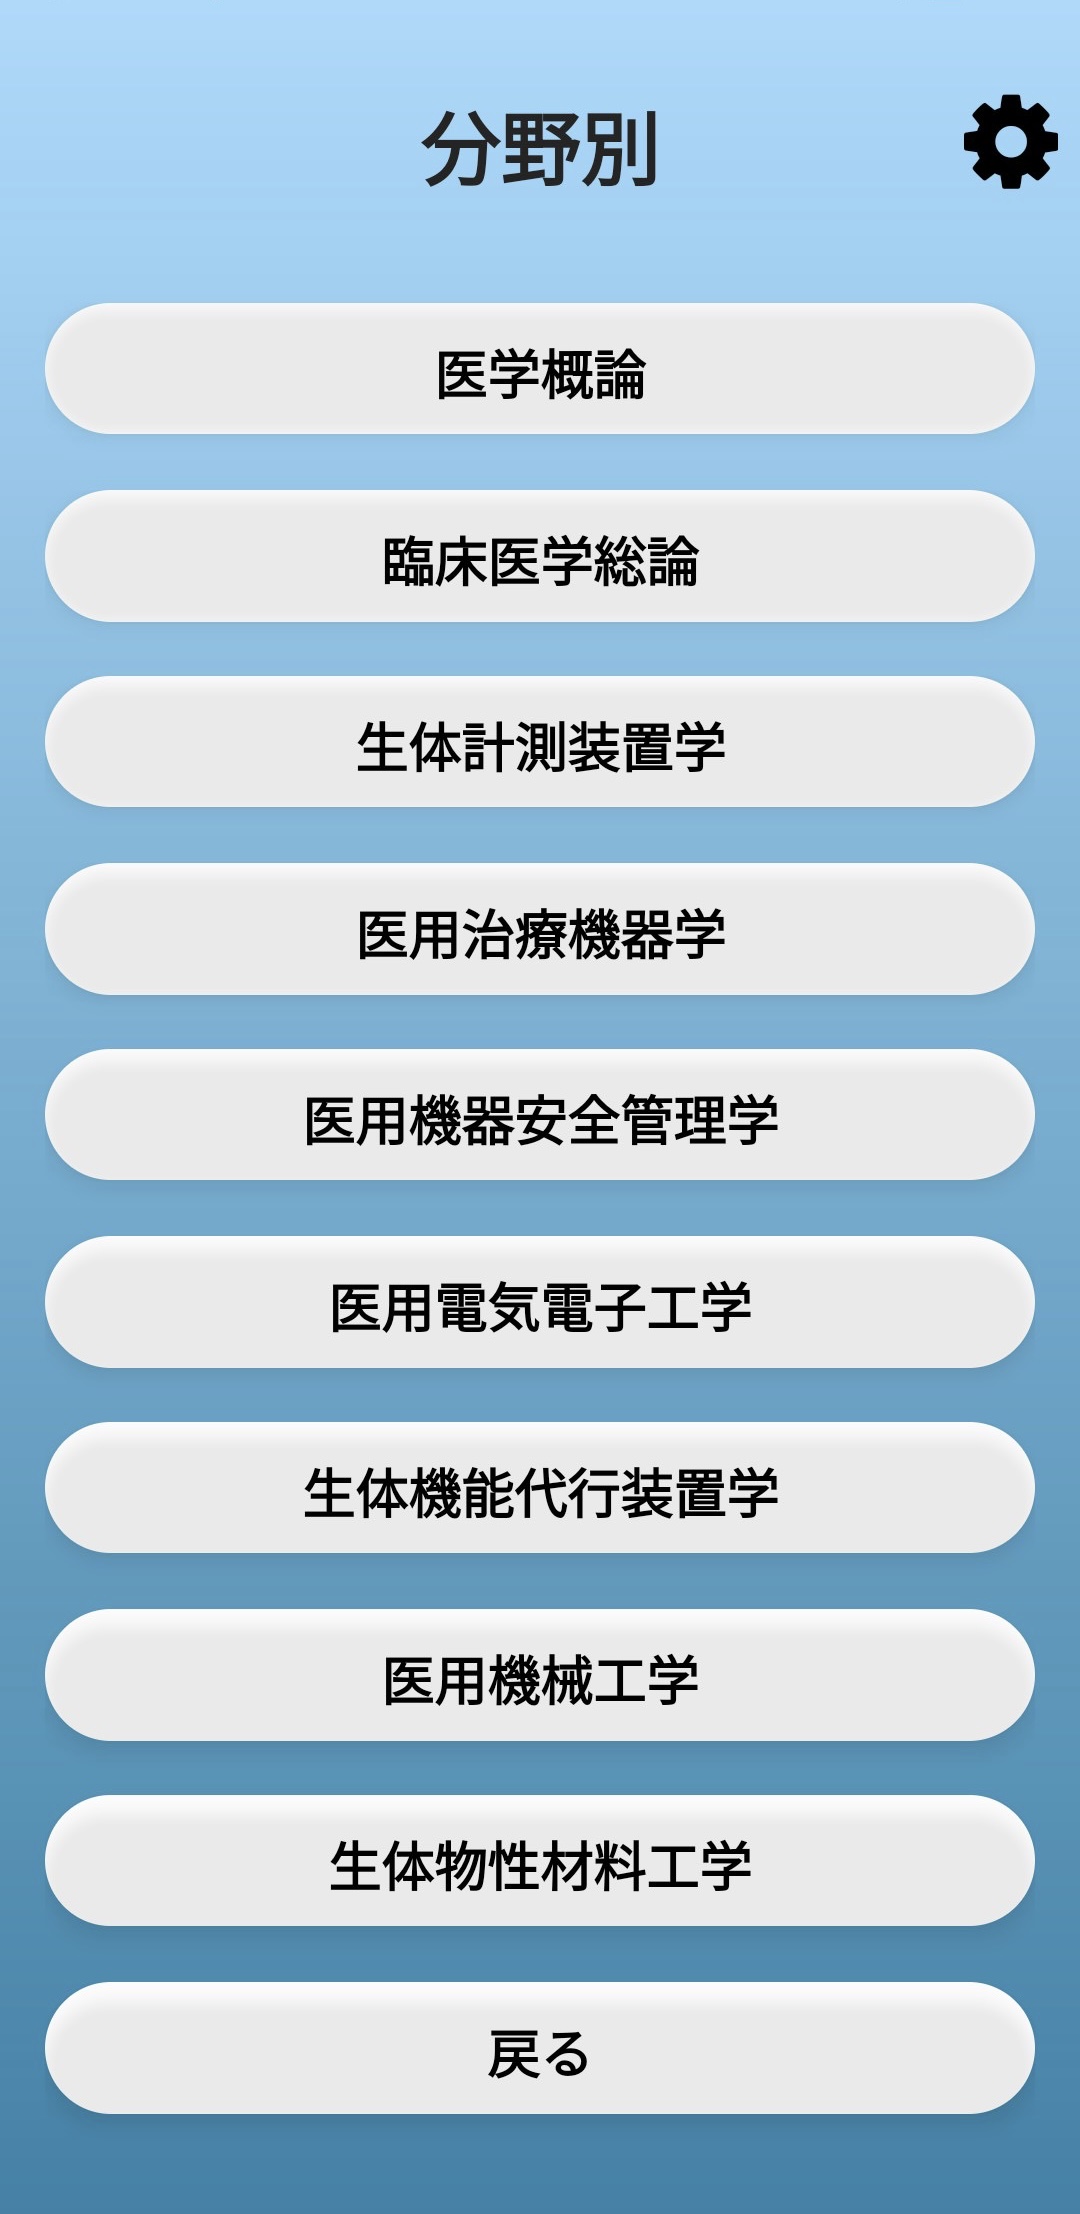 分野別
医学概論
臨床医学総論
生体計測装置学
医用治療機器学
医用機器安全管理学
医用電気電子工学
生体機能代行装置学
医用機械工学
生体物性材料工学
戻る